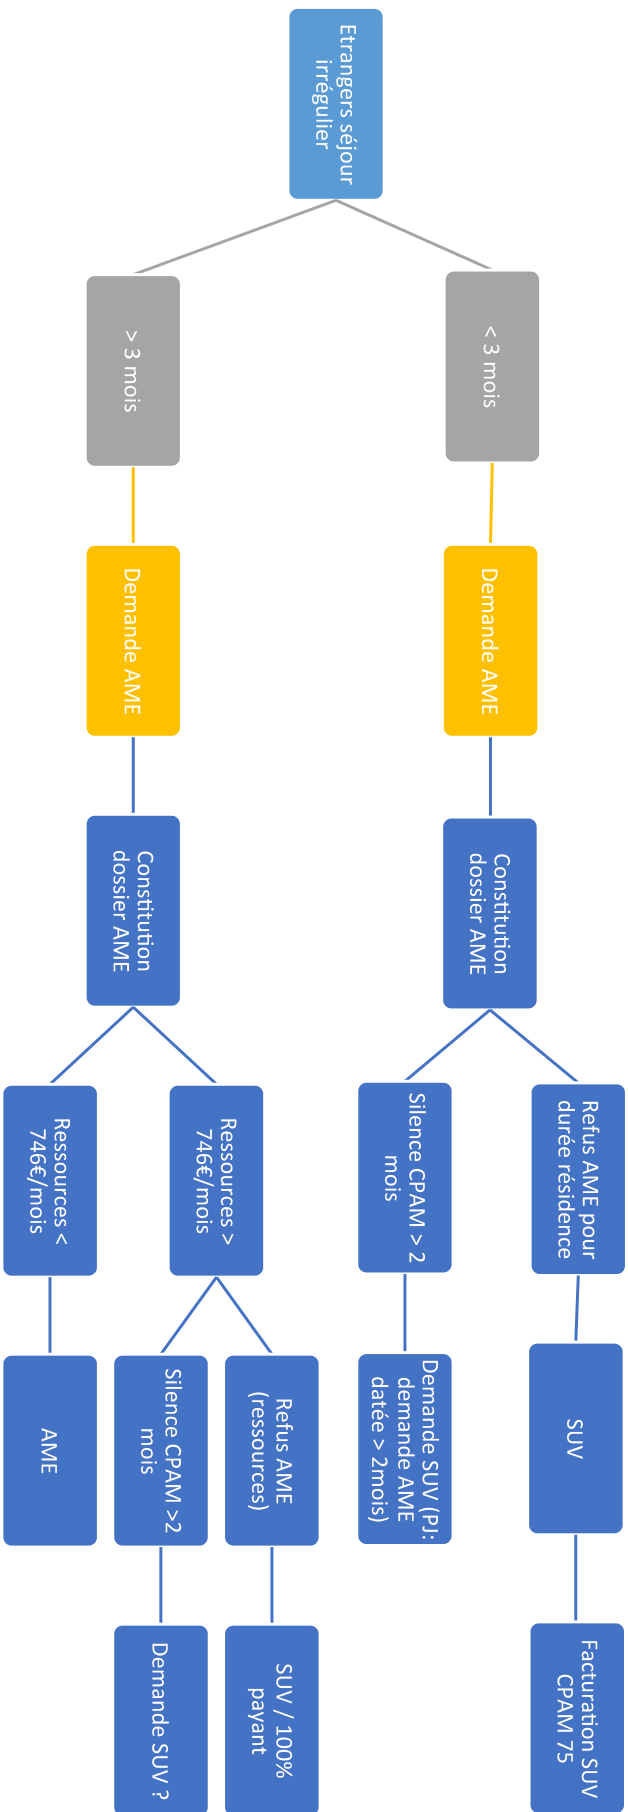 Etrangers séjour
irrégulier
< 3 mois
Demande AME
Constitution
dossier AME
Refus AME pour
durée résidence
SUV
Facturation SUV
CPAM 75
Silence CPAM > 2
mois
Demande SUV (PJ:
demande AME
datée > 2mois)
> 3 mois
Demande AME
Constitution
dossier AME
Ressources >
746€/mois
Refus AME
(ressources)
SUV / 100%
payant
Silence CPAM >2
mois
Demande SUV ?
Ressources <
746€/mois
AME